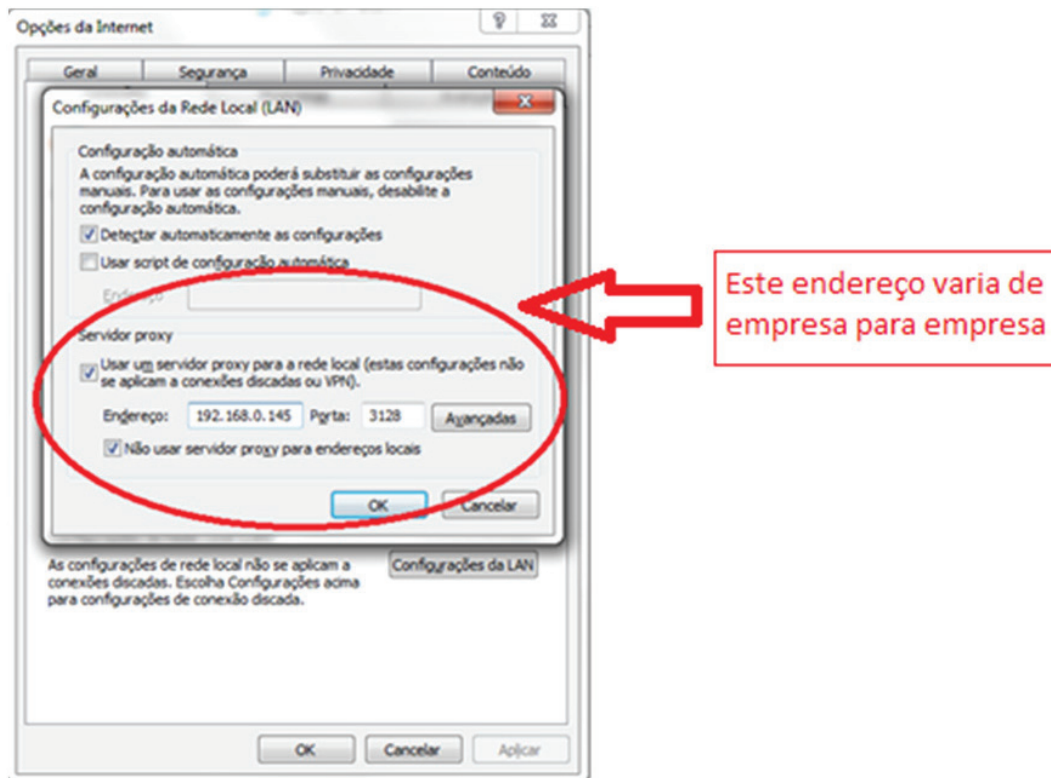 Opções da Internet
Geral Segurança Privacidade Conteúdo
Configurações da Rede Local (LAN)
Configuração automática
A configuração automática poderá substituir as configurações
manuais. Para usar as configurações manuais, desabilite a
configuração automática.
Detectar automaticamente as configurações
Usar script de configuração automática
Endereço
Servidor proxy
Usar um servidor proxy para a rede local (estas configurações não
se aplicam a conexões discadas ou VPN).
Endereço: 192.168.0.145 Porta: 3128 Avançadas
Não usar servidor proxy para endereços locais
OK Cancelar
As configurações de rede local não se aplicam a
conexões discadas. Escolha Configurações acima
para configurações de conexão discada.
Configurações da LAN
OK Cancelar Aplicar
Este endereço varia de
empresa para empresa